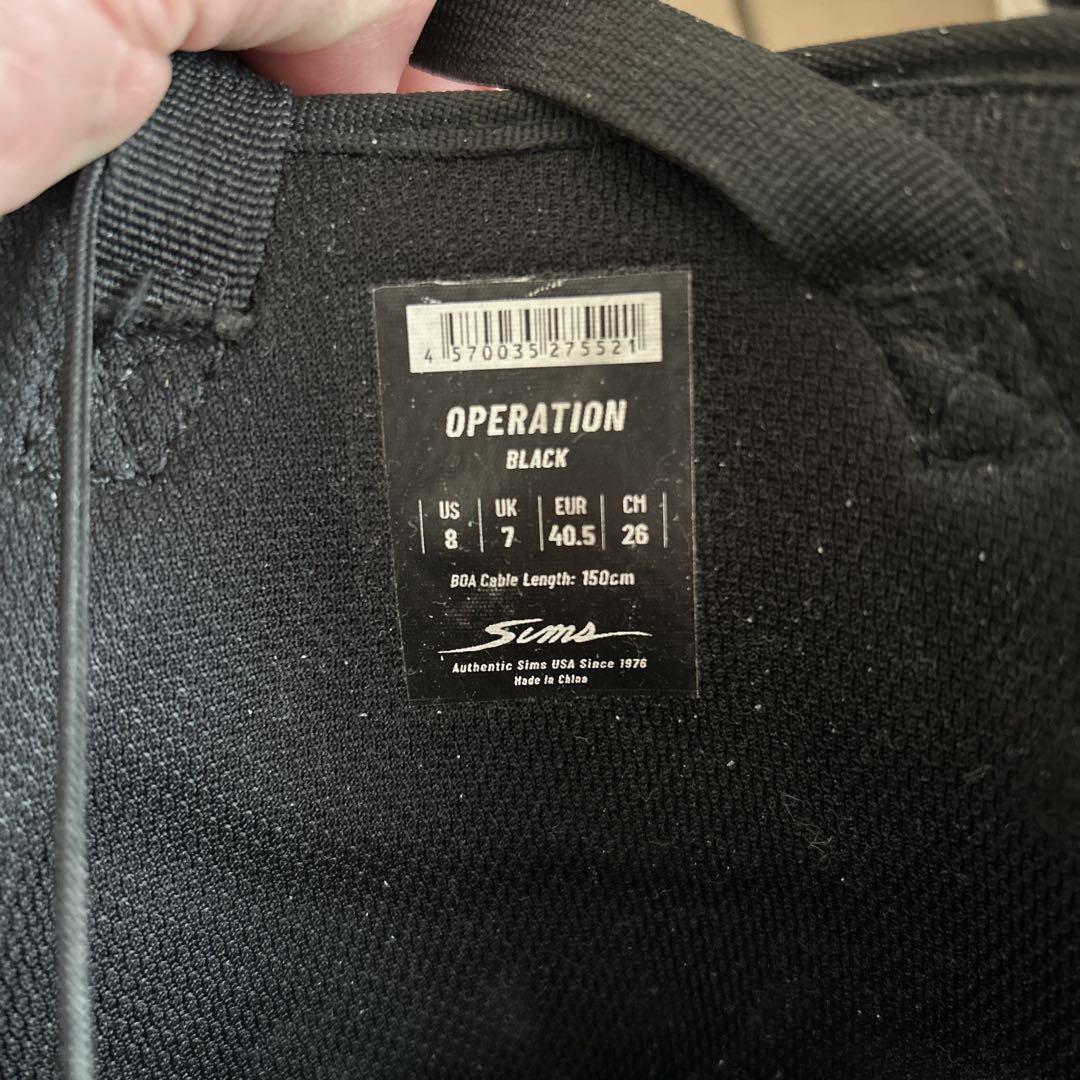 4 570035 275521
OPERATION
BLACK
US UK EUR CM
8 7 40.5 26
BOA Cable Length: 150cm
Sims
Authentic Sims USA Since 1976
Made in China